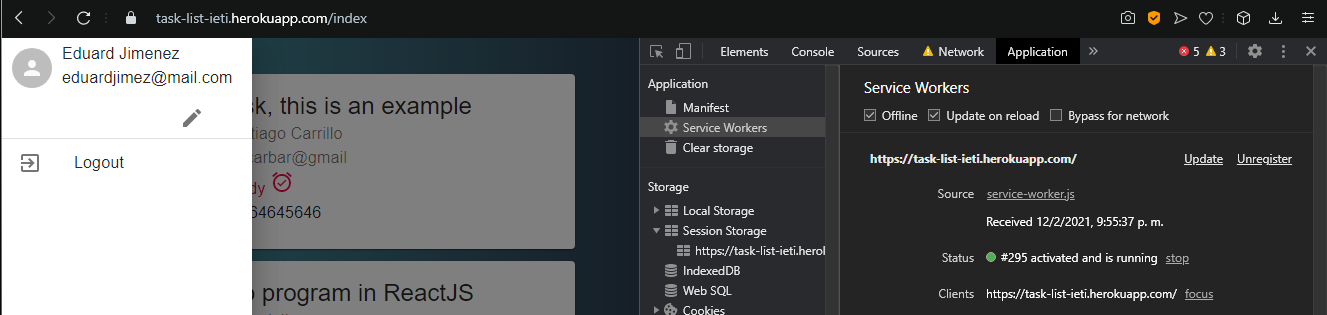 task-list-ieti.herokuapp.com/index
Eduard Jimenez
eduardjimez@mail.com
Logout
sk, this is an example
tiago Carrillo
carbar@gmail
dy
64645646
program in ReactJS
Elements Console Sources Network Application » 5 3
Application
Manifest
Service Workers
Clear storage
Storage
Local Storage
Session Storage
https://task-list-ieti.herol
IndexedDB
Web SQL
Cookies
Service Workers
Offline Update on reload Bypass for network
https://task-list-ieti.herokuapp.com/ Update Unregister
Source service-worker.js
Received 12/2/2021, 9:55:37 p. m.
Status #295 activated and is running stop
Clients https://task-list-ieti.herokuapp.com/ focus